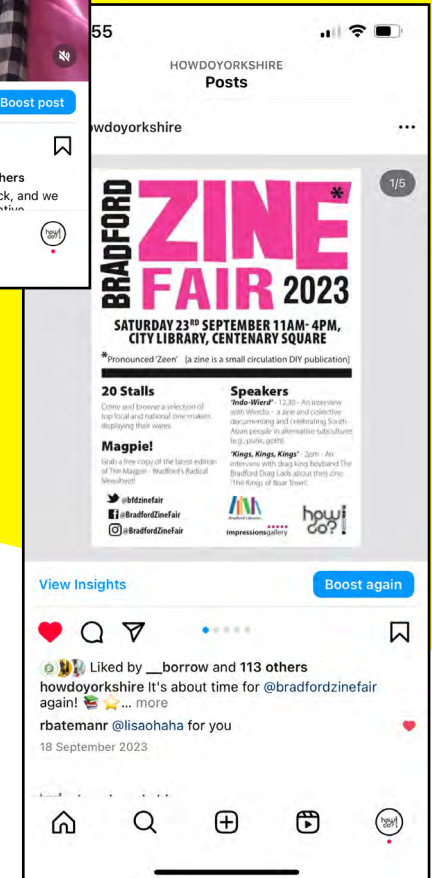 Boost post
hers
ck, and we
55
HOWDOYORKSHIRE
Posts
owdoyorkshire
1/5
BRADFORD
ZINE*
FAIR 2023
SATURDAY 23RD SEPTEMBER 11AM- 4PM,
CITY LIBRARY, CENTENARY SQUARE
*Pronounced 'Zeen' [a zine is a small circulation DIY publication]
20 Stalls
Come and browse a selection of
top local and national zine-makers
displaying their wares
Magpie!
Grab a free copy of the latest edition
of The Magpie - Bradford's Radical
Newsheet!
@bfdzinefair
@BradfordZineFair
@BradfordZineFair
Speakers
'Indo-Wierd' - 12.30 - An interview
with Wierdo - a zine and collective
documenting and celebrating South
Asian people in alternative subcultures
(e.g., punk, goth).
'Kings, Kings, Kings' - 2pm - An
interview with drag king boyband The
Bradford Drag Lads about their zine
'The Kings of Boar Town'.
Bradford Libraries
impressionsgallery
how
do?!
View Insights
Boost again
Liked by __borrow and 113 others
howdoyorkshire It's about time for @bradfordzinefair
again! 📚 ⭐... more
rbatemanr @lisaohaha for you
18 September 2023